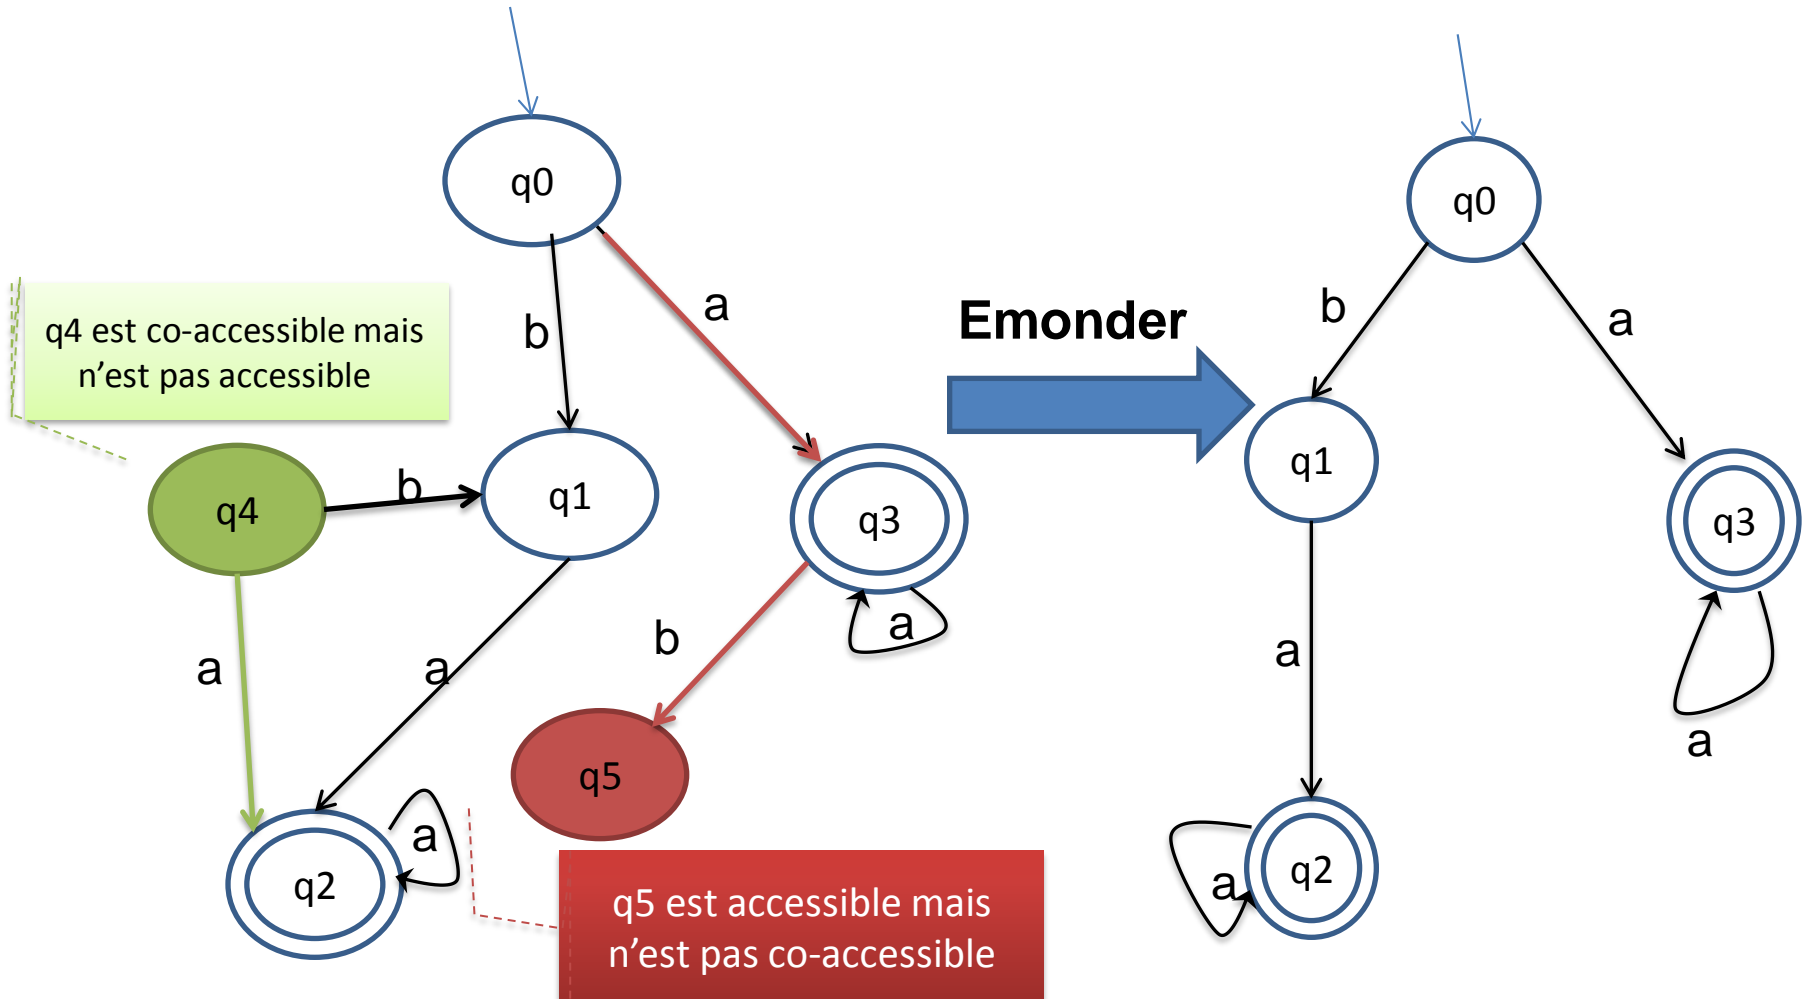 q0
b
a
q4 est co-accessible mais
n'est pas accessible
q4
b
q1
q3
a
a
a
b
q5
q2
a
q5 est accessible mais
n'est pas co-accessible
Emonder
q0
b
a
q1
q3
a
a
q2
a